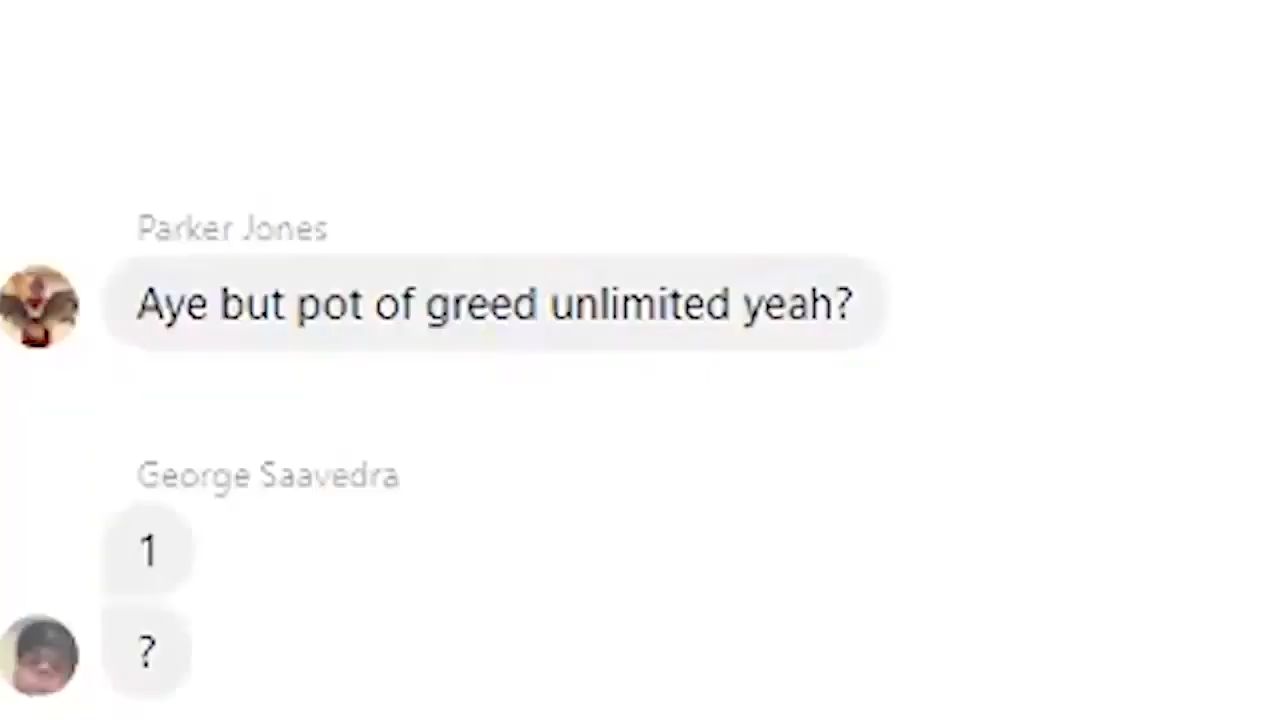 Parker Jones
Aye but pot of greed unlimited yeah?
George Saavedra
1
?